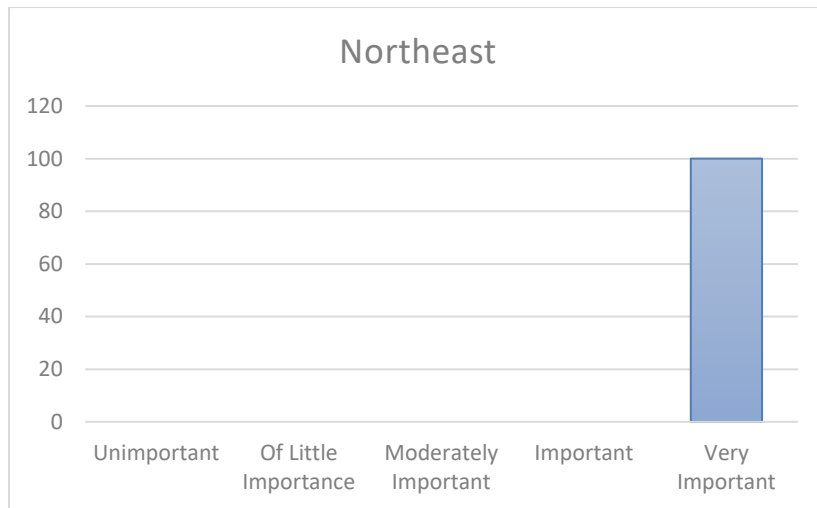 Northeast
120
100
80
60
40
20
0
Unimportant
Of Little
Importance
Moderately
Important
Important
Very
Important